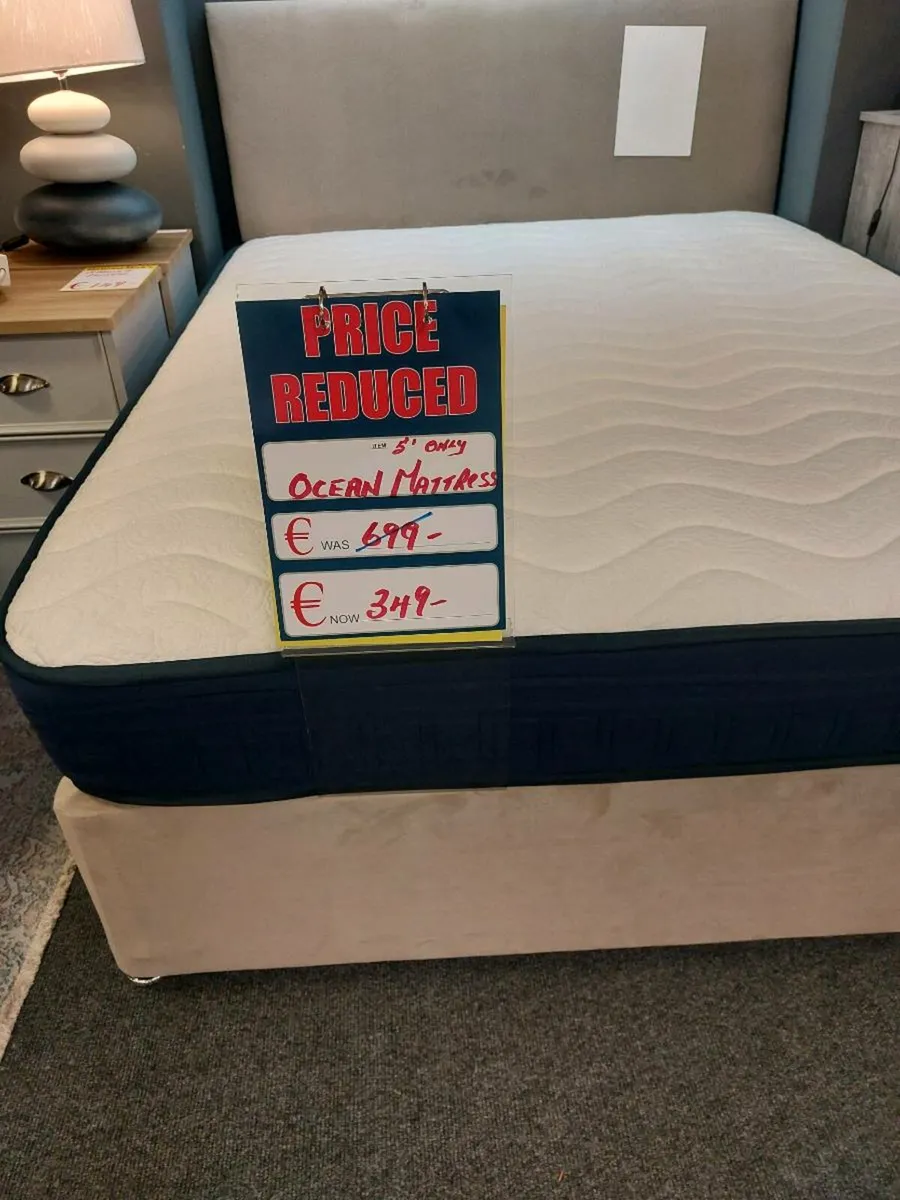 PRICE
REDUCED
ITEM 5' ONLY
OCEAN MATTRESS
€ WAS 699-
€ NOW 349-